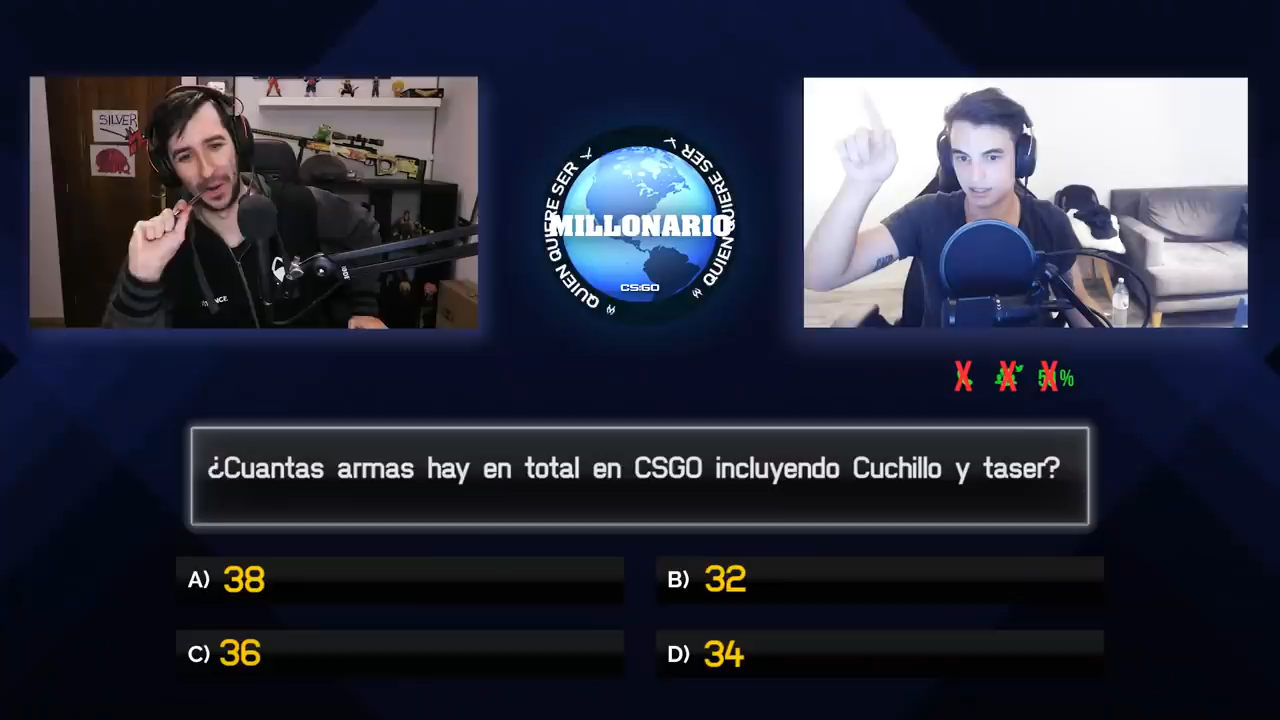 SILVER
QUIEN QUIERE SER
QUIEN QUIERE SER
MILLONARIO
CS:GO
%
¿Cuantas armas hay en total en CSGO incluyendo Cuchillo y taser?
A) 38
B) 32
C) 36
D) 34